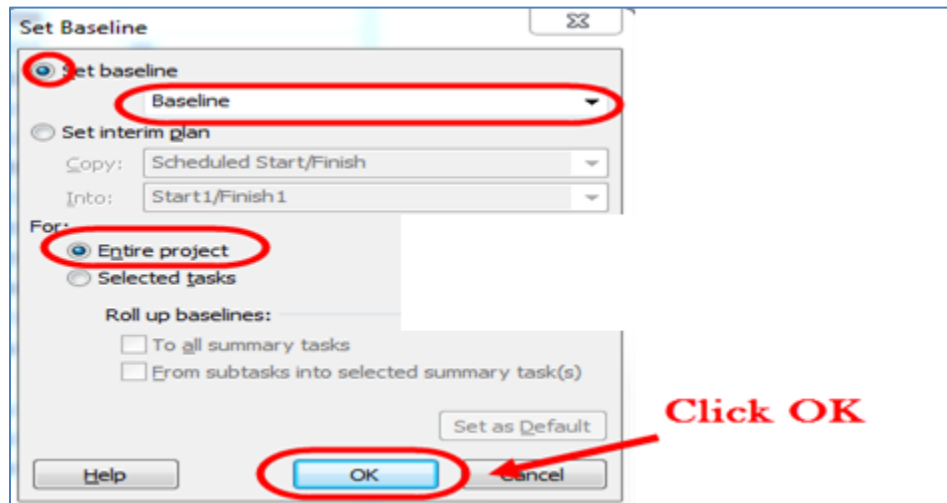 Set Baseline
Set baseline
Baseline
Set interim plan
Copy: Scheduled Start/Finish
Into: Start1/Finish1
For:
Entire project
Selected tasks
Roll up baselines:
To all summary tasks
From subtasks into selected summary task(s)
Click OK
Set as Default
Help OK Cancel